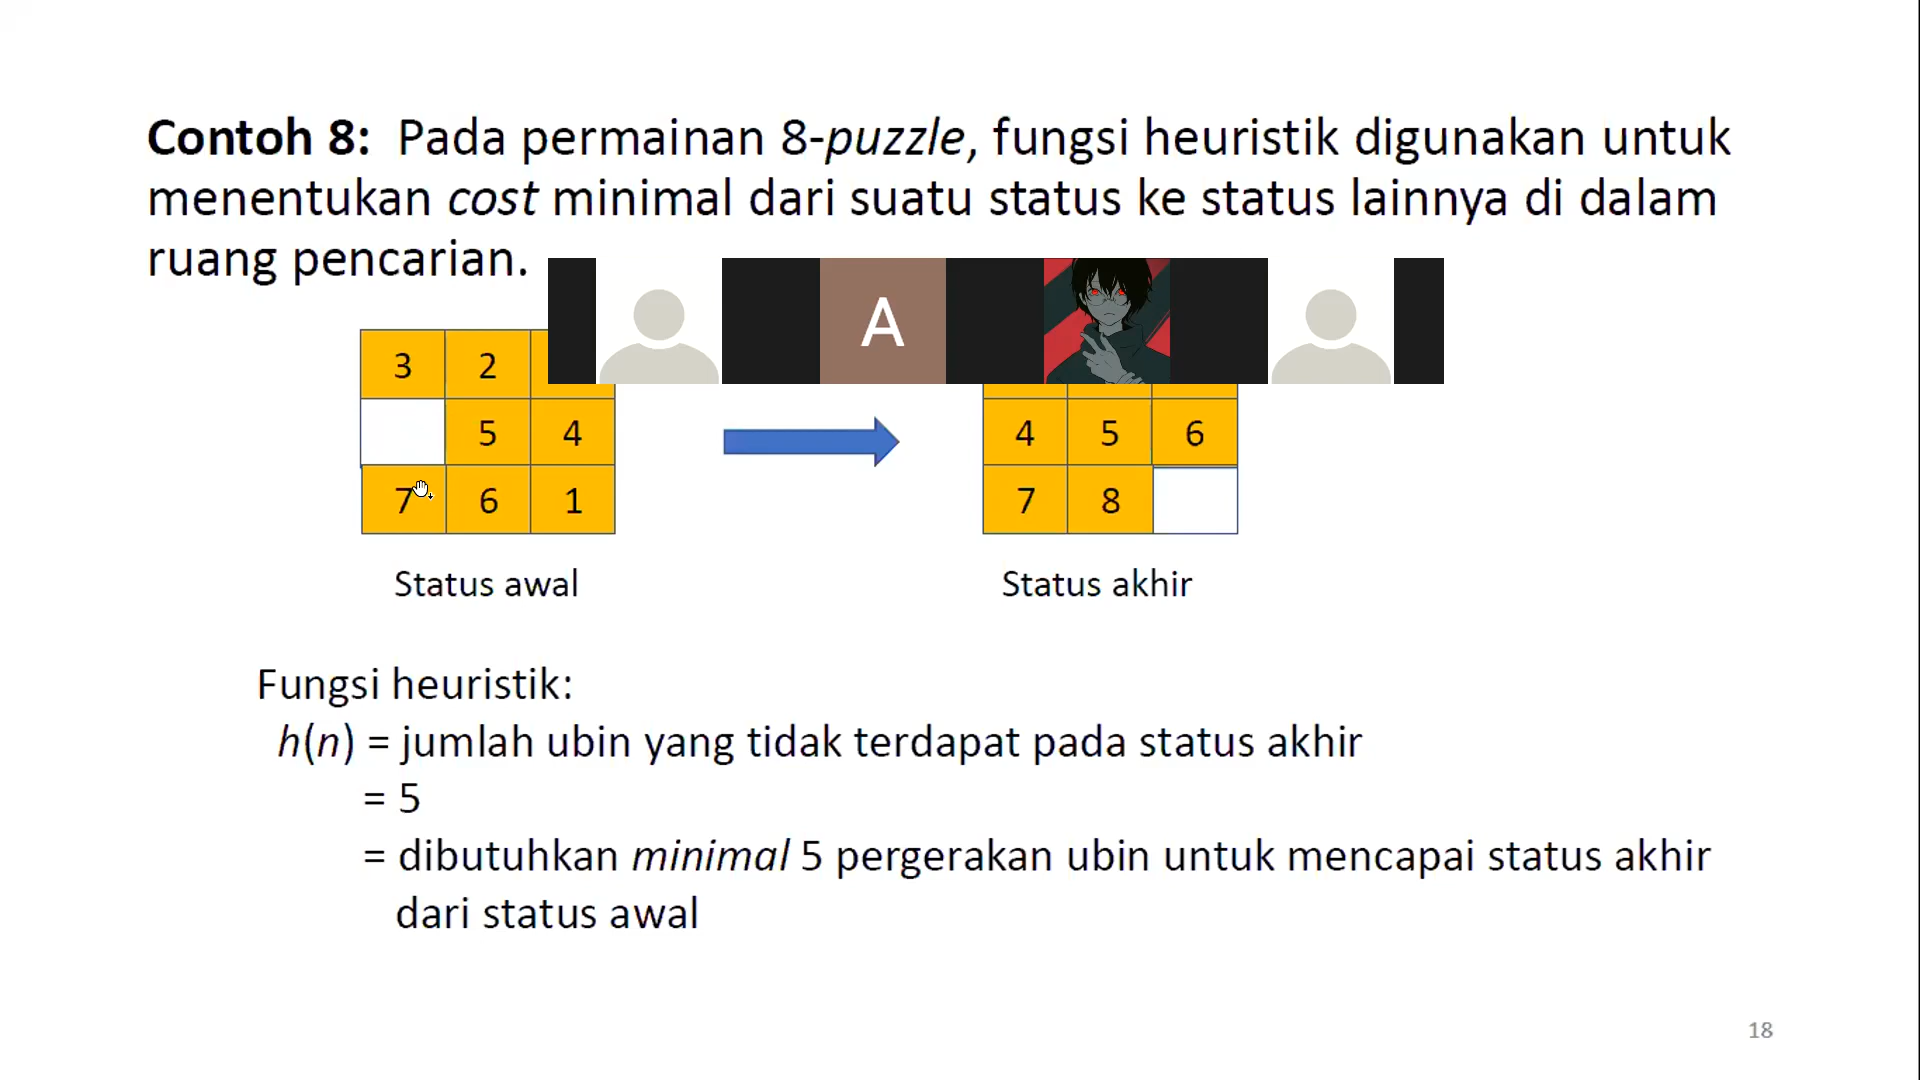 Contoh 8: Pada permainan 8-puzzle, fungsi heuristik digunakan untuk
menentukan cost minimal dari suatu status ke status lainnya di dalam
ruang pencarian.
A
3 2
5 4
7 6 1
4 5 6
7 8
Status awal
Status akhir
Fungsi heuristik:
h(n) = jumlah ubin yang tidak terdapat pada status akhir
= 5
= dibutuhkan minimal 5 pergerakan ubin untuk mencapai status akhir
dari status awal
18